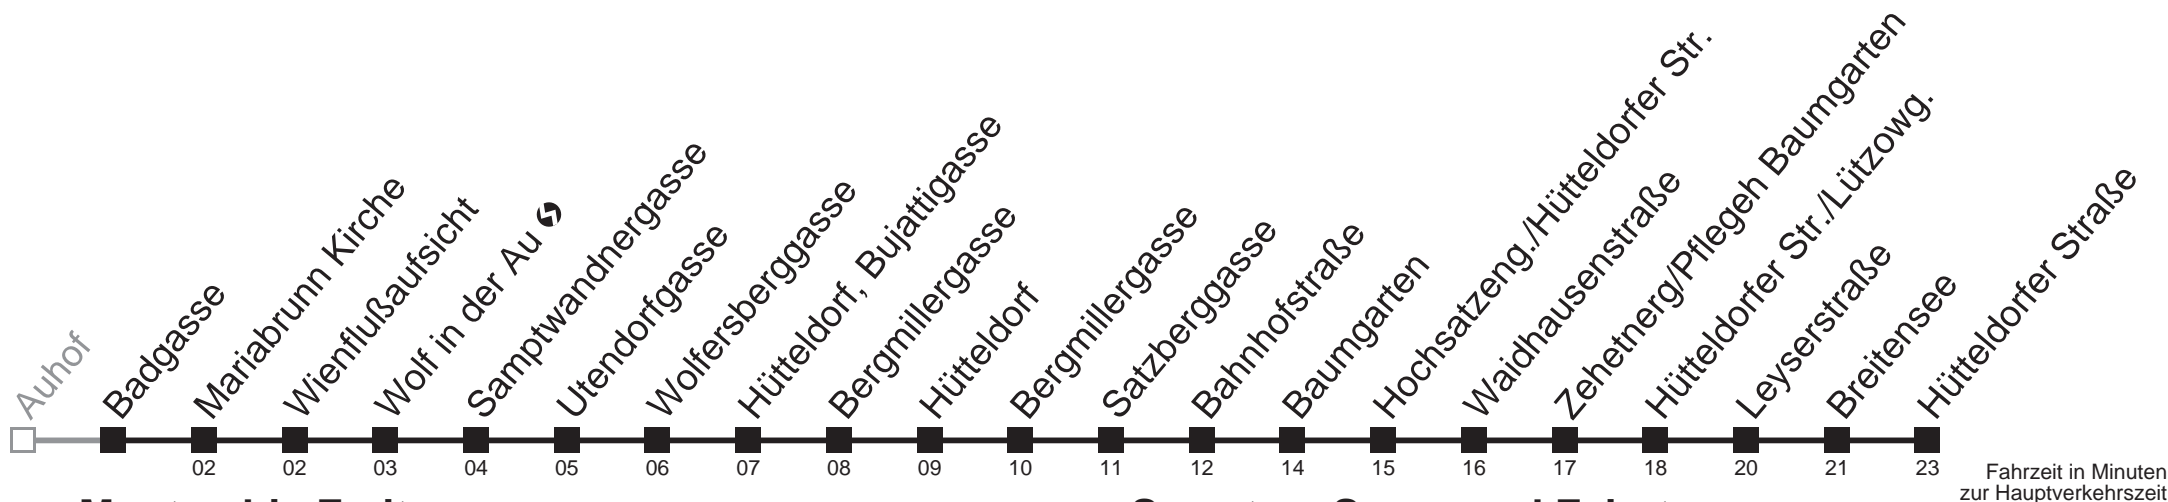 Auhof
Badgasse
Mariabrunn Kirche
Wienflußaufsicht
Wolf in der Au
Samptwandnergasse
Utendorfgasse
Wolfersberggasse
Hütteldorf, Bujattigasse
Bergmillergasse
Hütteldorf
Bergmillergasse
Satzberggasse
Bahnhofstraße
Baumgarten
Hochsatzeng./Hütteldorfer Str.
Waidhausenstraße
Zehetnerg/Pflegeh Baumgarten
Hütteldorfer Str./Lützowg.
Leyserstraße
Breitensee
Hütteldorfer Straße
02 02 03 04 05 06 07 08 09 10 11 12 14 15 16 17 18 20 21 23
Fahrzeit in Minuten
zur Hauptverkehrszeit